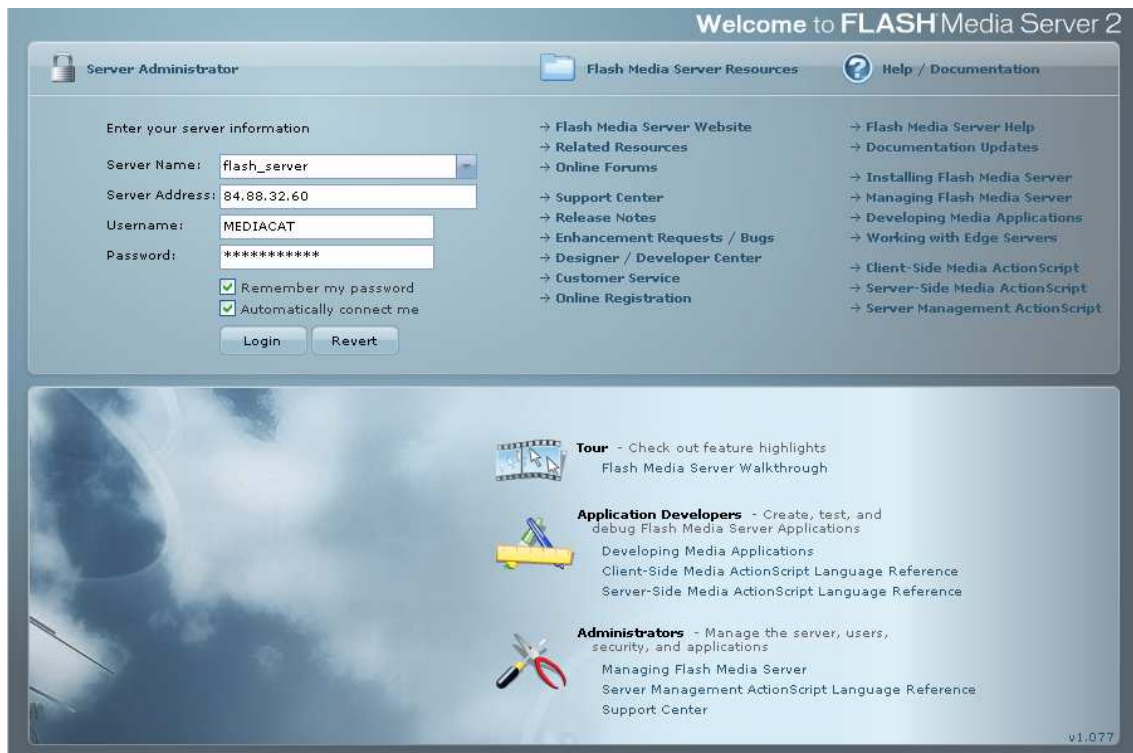 Welcome to FLASH Media Server 2
Server Administrator
Enter your server information
Server Name: flash_server
Server Address: 84.88.32.60
Username: MEDIACAT
Password: ***********
Remember my password
Automatically connect me
Login Revert
Flash Media Server Resources
→ Flash Media Server Website
→ Related Resources
→ Online Forums
→ Support Center
→ Release Notes
→ Enhancement Requests / Bugs
→ Designer / Developer Center
→ Customer Service
→ Online Registration
? Help / Documentation
→ Flash Media Server Help
→ Documentation Updates
→ Installing Flash Media Server
→ Managing Flash Media Server
→ Developing Media Applications
→ Working with Edge Servers
→ Client-Side Media ActionScript
→ Server-Side Media ActionScript
→ Server Management ActionScript
Tour - Check out feature highlights
Flash Media Server Walkthrough
Application Developers - Create, test, and
debug Flash Media Server Applications
Developing Media Applications
Client-Side Media ActionScript Language Reference
Server-Side Media ActionScript Language Reference
Administrators - Manage the server, users,
security, and applications
Managing Flash Media Server
Server Management ActionScript Language Reference
Support Center
v1.077